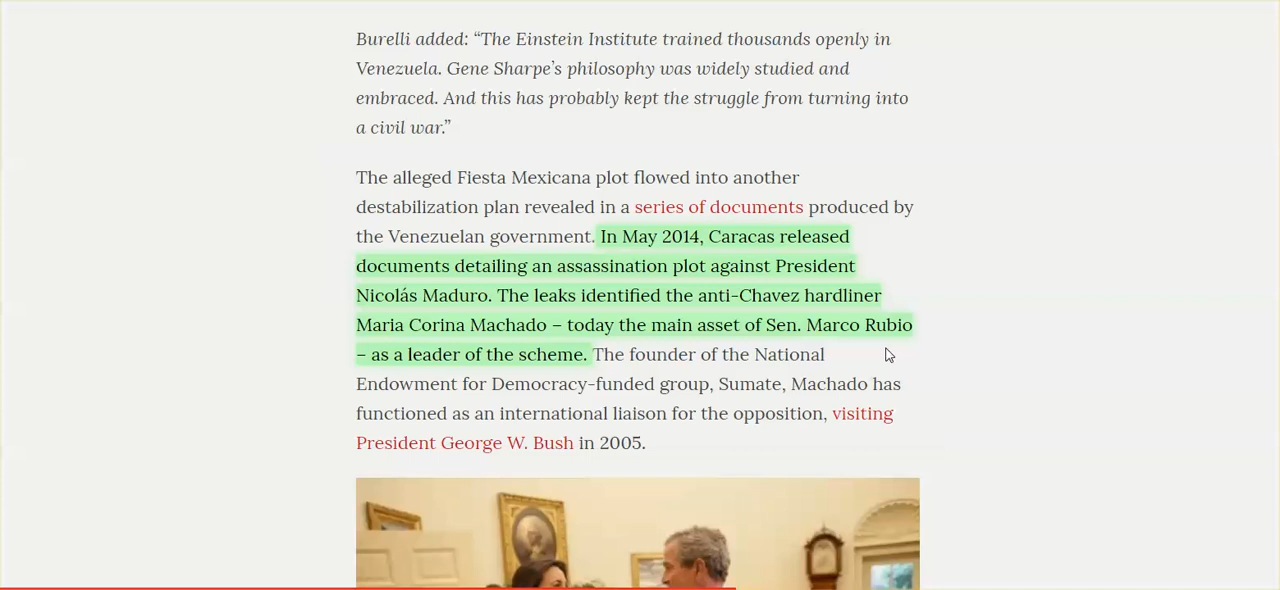 Burelli added: “The Einstein Institute trained thousands openly in
Venezuela. Gene Sharpe’s philosophy was widely studied and
embraced. And this has probably kept the struggle from turning into
a civil war.”
The alleged Fiesta Mexicana plot flowed into another
destabilization plan revealed in a series of documents produced by
the Venezuelan government. In May 2014, Caracas released
documents detailing an assassination plot against President
Nicolás Maduro. The leaks identified the anti-Chavez hardliner
Maria Corina Machado – today the main asset of Sen. Marco Rubio
– as a leader of the scheme. The founder of the National
Endowment for Democracy-funded group, Sumate, Machado has
functioned as an international liaison for the opposition, visiting
President George W. Bush in 2005.